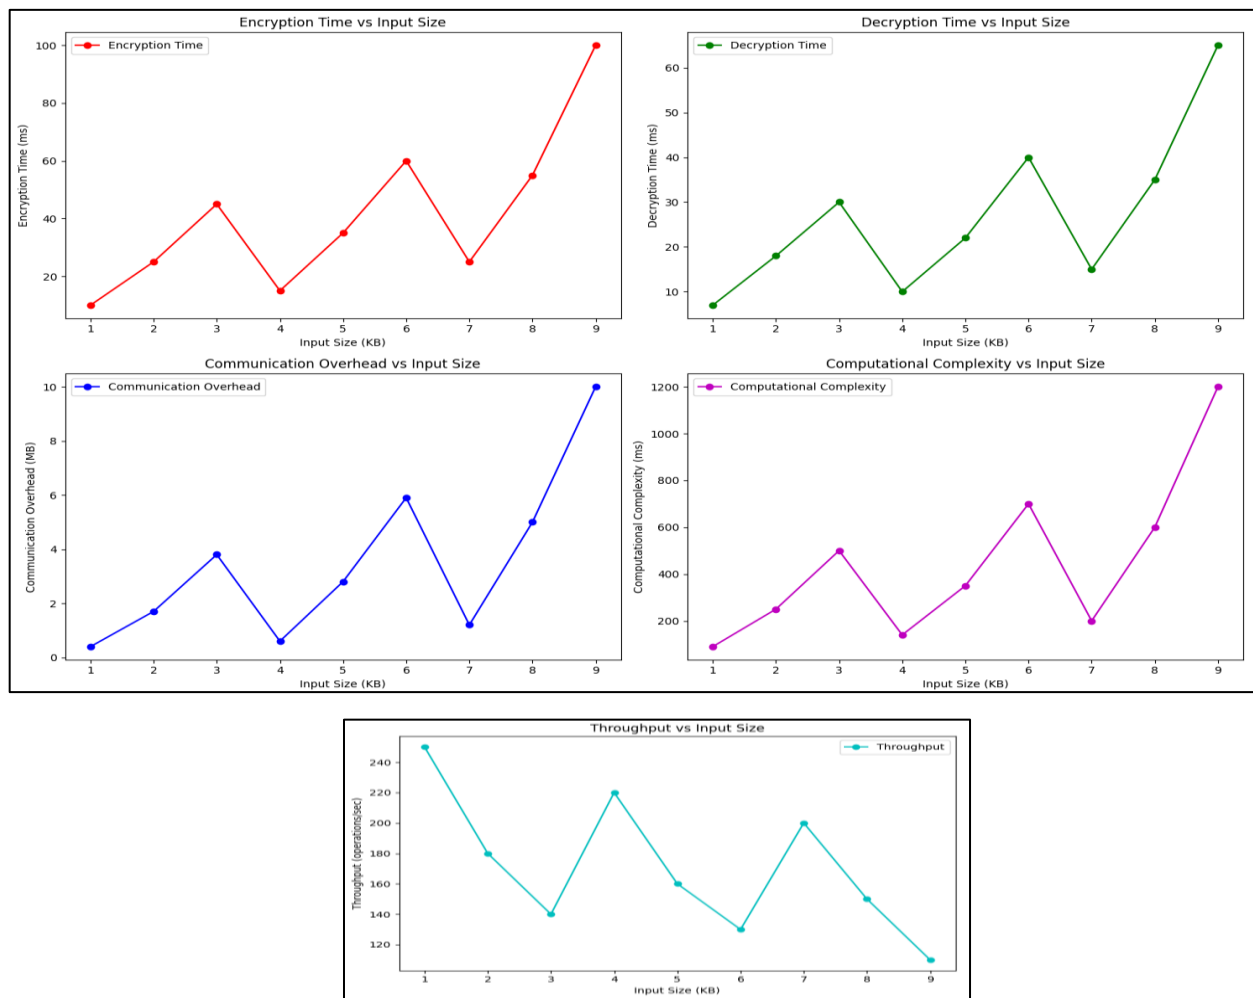 Encryption Time vs Input Size
Encryption Time
100
80
60
40
20
Encryption Time (ms)
1 2 3 4 5 6 7 8 9
Input Size (KB)
Decryption Time vs Input Size
Decryption Time
60
50
40
30
20
10
Decryption Time (ms)
1 2 3 4 5 6 7 8 9
Input Size (KB)
Communication Overhead vs Input Size
Communication Overhead
10
8
6
4
2
0
Communication Overhead (MB)
1 2 3 4 5 6 7 8 9
Input Size (KB)
Computational Complexity vs Input Size
Computational Complexity
1200
1000
800
600
400
200
Computational Complexity (ms)
1 2 3 4 5 6 7 8 9
Input Size (KB)
Throughput vs Input Size
Throughput
240
220
200
180
160
140
120
Throughput (operations/sec)
1 2 3 4 5 6 7 8 9
Input Size (KB)